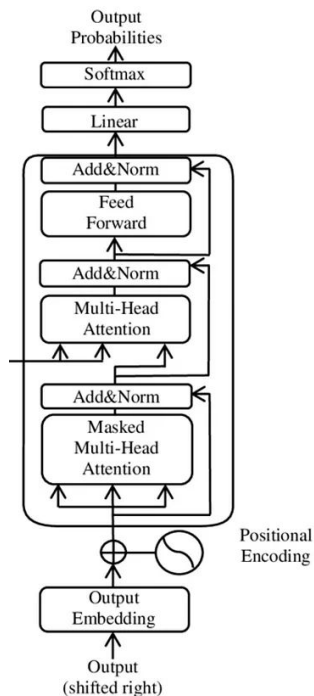 Output
Probabilities
Softmax
Linear
Add&Norm
Feed
Forward
Add&Norm
Multi-Head
Attention
Add&Norm
Masked
Multi-Head
Attention
Positional
Encoding
Output
Embedding
Output
(shifted right)